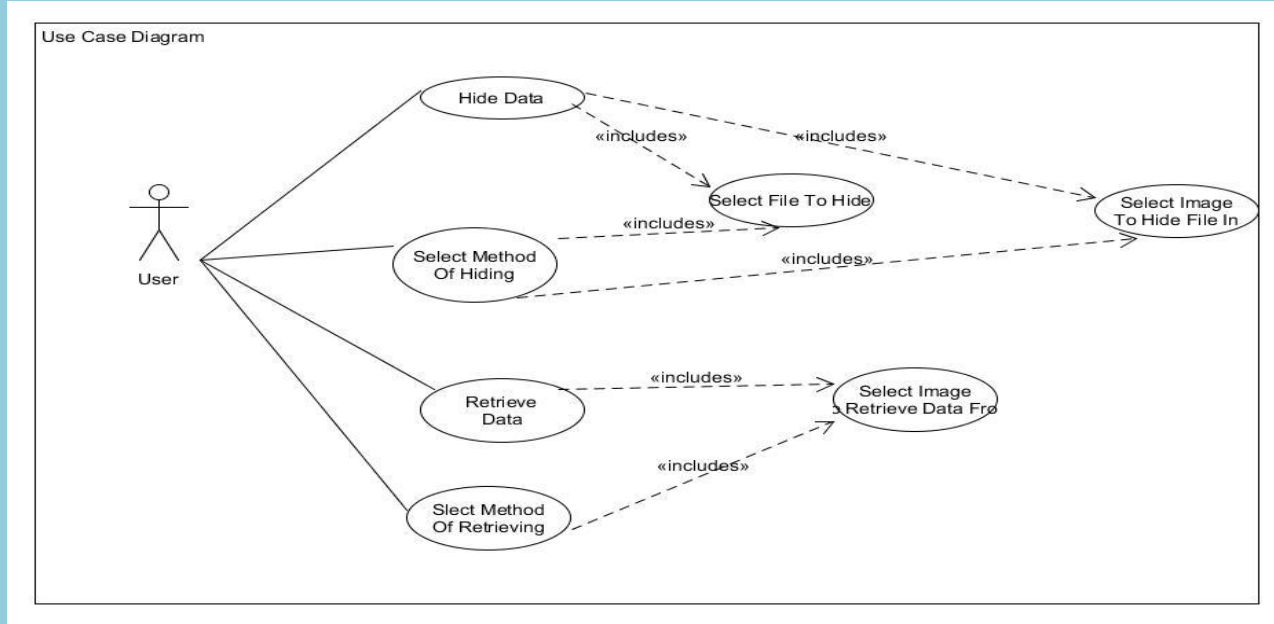 Use Case Diagram
Hide Data
«includes»
«includes»
Select File To Hide
Select Image
To Hide File In
«includes»
Select Method
Of Hiding
«includes»
User
«includes»
Retrieve
Data
Select Image
Retrieve Data Fro
«includes»
Slect Method
Of Retrieving